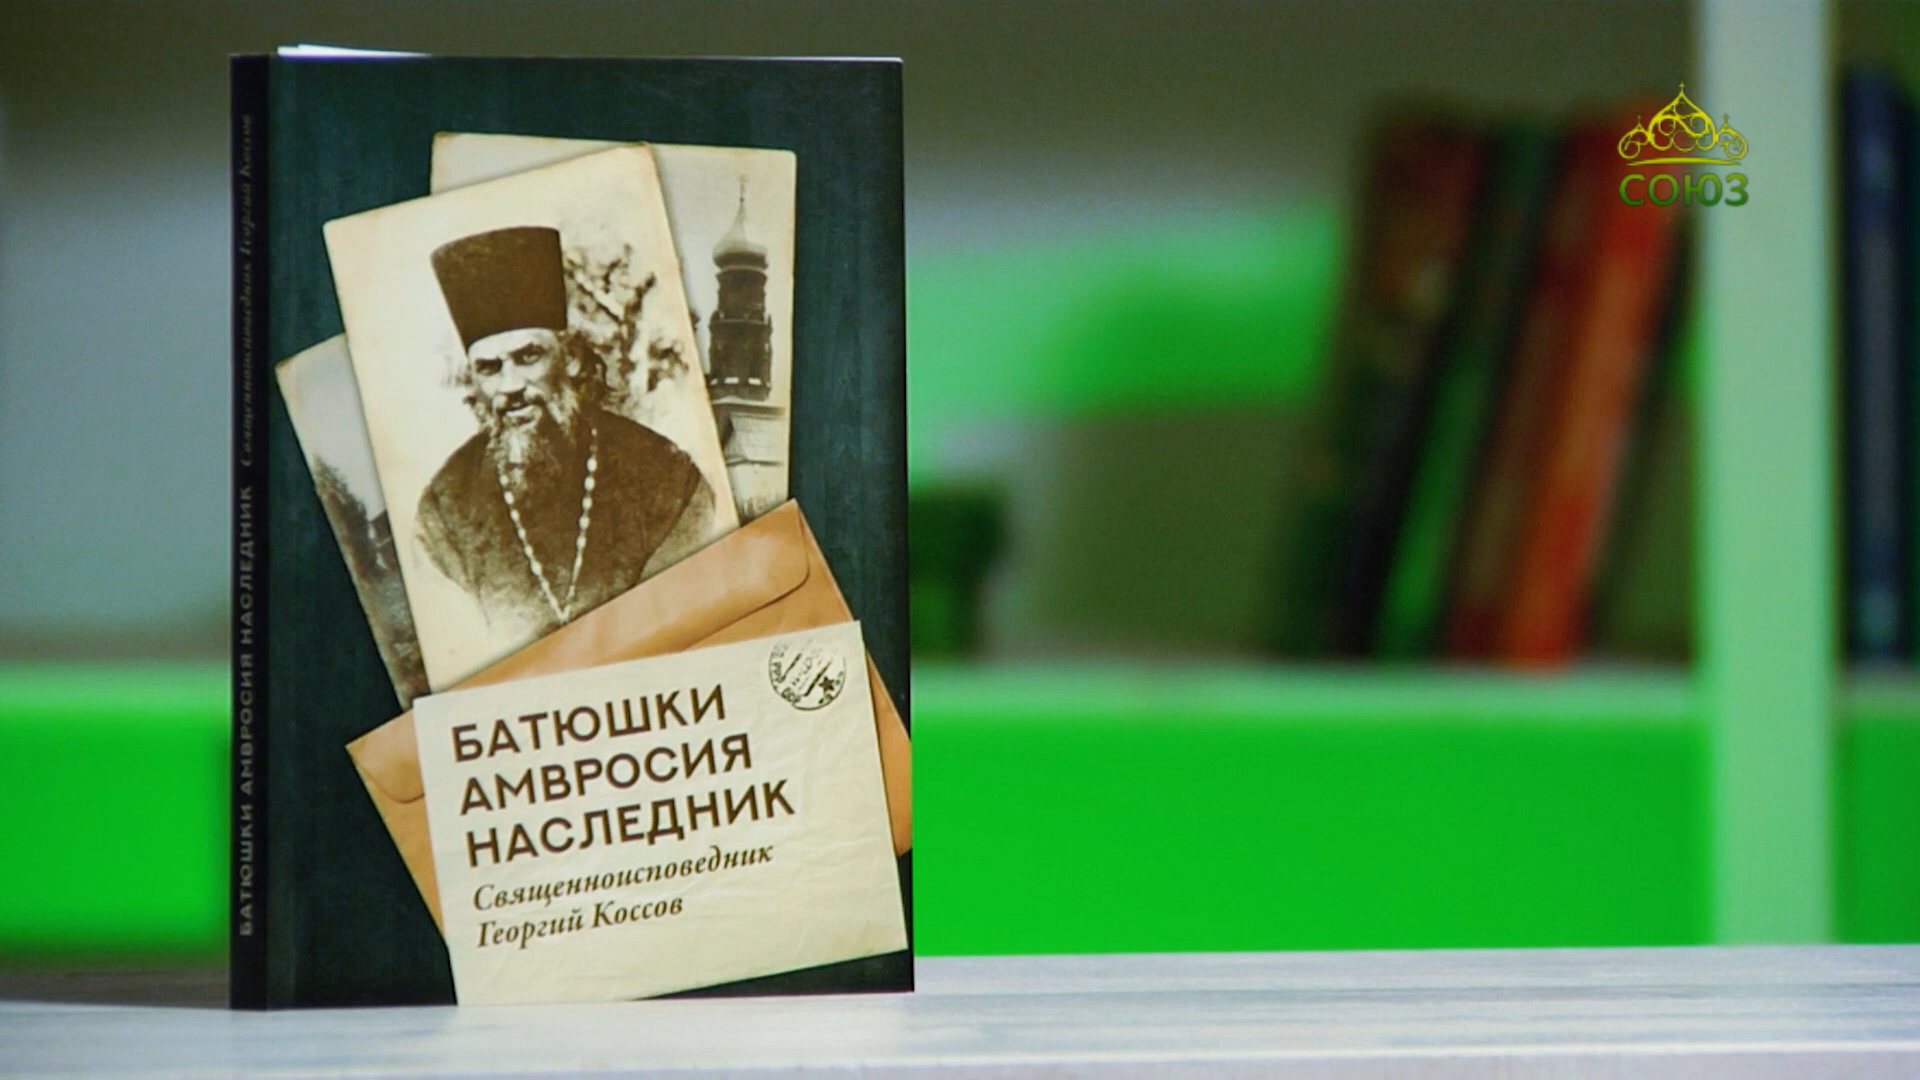 СОЮЗ
БАТЮШКИ
АМВРОСИЯ
НАСЛЕДНИК
Священноисповедник
Георгий Коссов
БАТЮШКИ АМВРОСИЯ НАСЛЕДНИК Священноисповедник Георгий Коссов